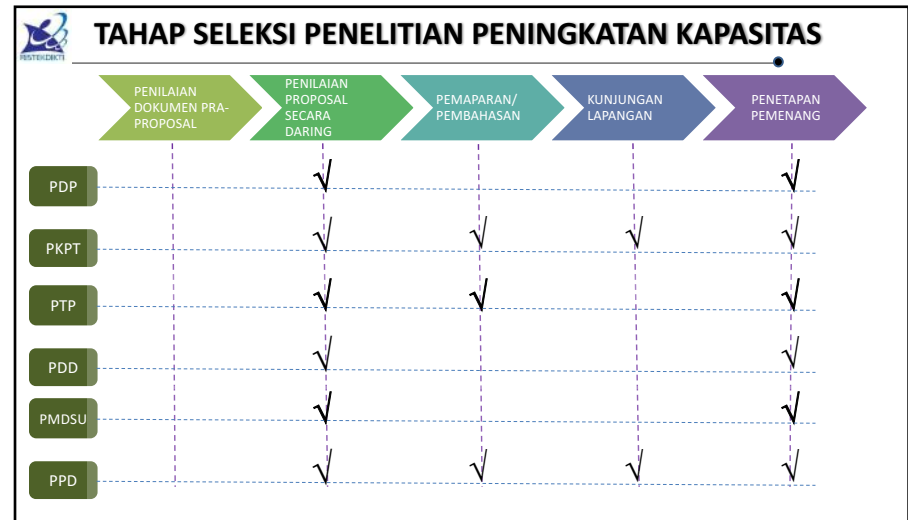 TAHAP SELEKSI PENELITIAN PENINGKATAN KAPASITAS
RISTEKDIKTI
PENILAIAN
DOKUMEN PRA-
PROPOSAL
PENILAIAN
PROPOSAL
SECARA
DARING
PEMAPARAN/
PEMBAHASAN
KUNJUNGAN
LAPANGAN
PENETAPAN
PEMENANG
PDP √ √
PKPT √ √ √ √
PTP √ √ √
PDD √ √
PMDSU √ √
PPD √ √ √ √